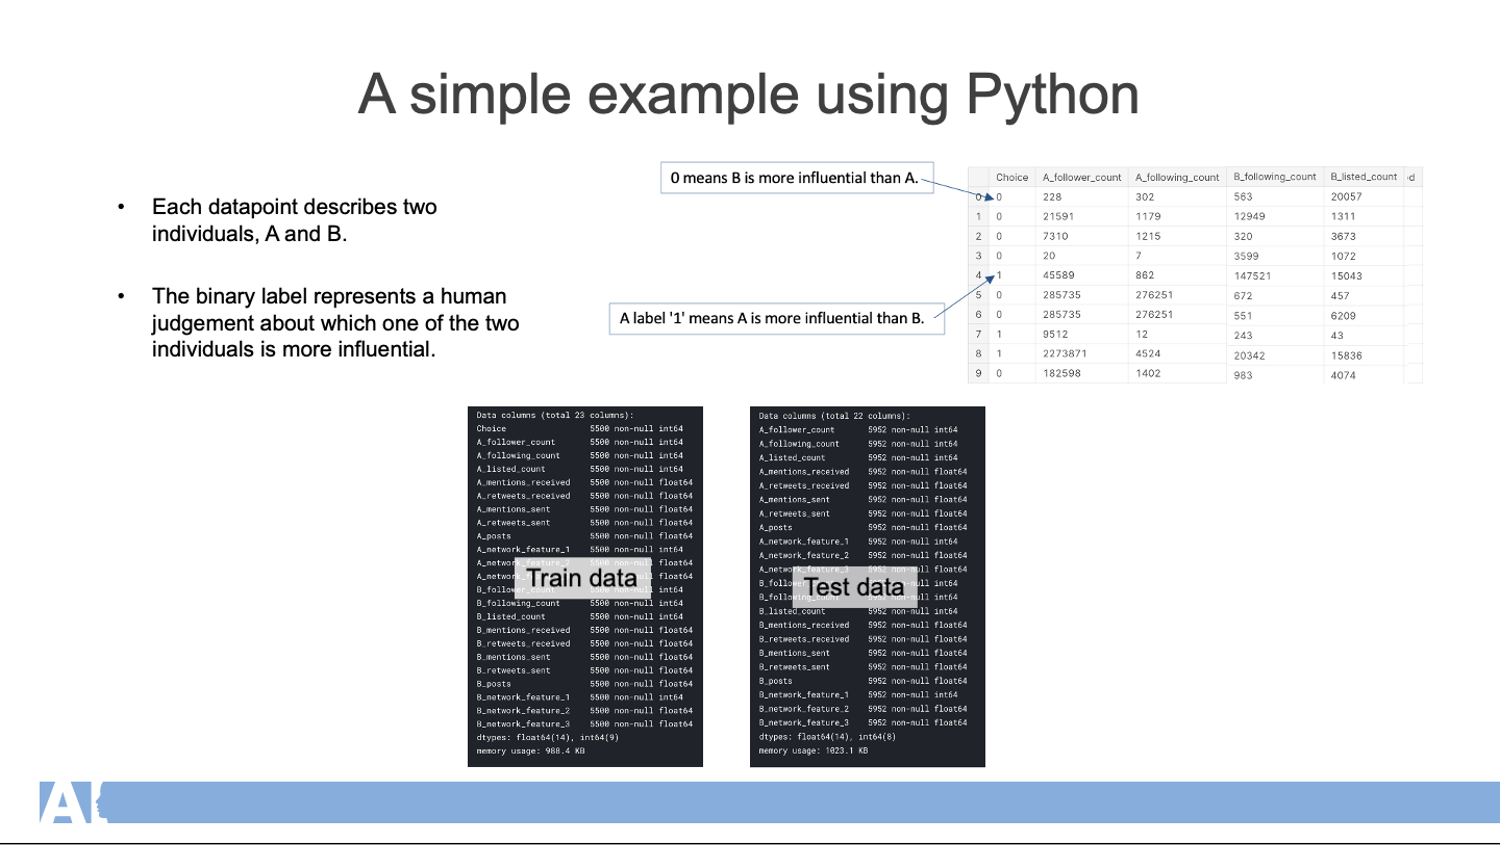 A simple example using Python
• Each datapoint describes two
individuals, A and B.
• The binary label represents a human
judgement about which one of the two
individuals is more influential.
0 means B is more influential than A.
A label '1' means A is more influential than B.
Choice A_follower_count A_following_count B_following_count B_listed_count d
0 0 228 302 563 20057
1 0 21591 1179 12949 1311
2 0 7310 1215 320 3673
3 0 20 7 3599 1072
4 1 45589 862 147521 15043
5 0 285735 276251 672 457
6 0 285735 276251 551 6209
7 1 9512 12 243 43
8 1 2273871 4524 20342 15836
9 0 182598 1402 983 4074
Data columns (total 23 columns):
Choice 5500 non-null int64
A_follower_count 5500 non-null int64
A_following_count 5500 non-null int64
A_listed_count 5500 non-null int64
A_mentions_received 5500 non-null float64
A_retweets_received 5500 non-null float64
A_mentions_sent 5500 non-null float64
A_retweets_sent 5500 non-null float64
A_posts 5500 non-null float64
A_network_feature_1 5500 non-null int64
A_network_feature_2 5500 non-null float64
Train data
B_follower_count 5500 non-null int64
B_following_count 5500 non-null int64
B_listed_count 5500 non-null int64
B_mentions_received 5500 non-null float64
B_retweets_received 5500 non-null float64
B_mentions_sent 5500 non-null float64
B_retweets_sent 5500 non-null float64
B_posts 5500 non-null float64
B_network_feature_1 5500 non-null int64
B_network_feature_2 5500 non-null float64
B_network_feature_3 5500 non-null float64
dtypes: float64(14), int64(9)
memory usage: 988.4 KB
Data columns (total 22 columns):
A_follower_count 5952 non-null int64
A_following_count 5952 non-null int64
A_listed_count 5952 non-null int64
A_mentions_received 5952 non-null float64
A_retweets_received 5952 non-null float64
A_mentions_sent 5952 non-null float64
A_retweets_sent 5952 non-null float64
A_posts 5952 non-null float64
A_network_feature_1 5952 non-null int64
A_network_feature_2 5952 non-null float64
A_network_feature_3 5952 non-null float64
Test data
B_listed_count 5952 non-null int64
B_mentions_received 5952 non-null float64
B_retweets_received 5952 non-null float64
B_mentions_sent 5952 non-null float64
B_retweets_sent 5952 non-null float64
B_posts 5952 non-null float64
B_network_feature_1 5952 non-null int64
B_network_feature_2 5952 non-null float64
B_network_feature_3 5952 non-null float64
dtypes: float64(14), int64(8)
memory usage: 1023.1 KB